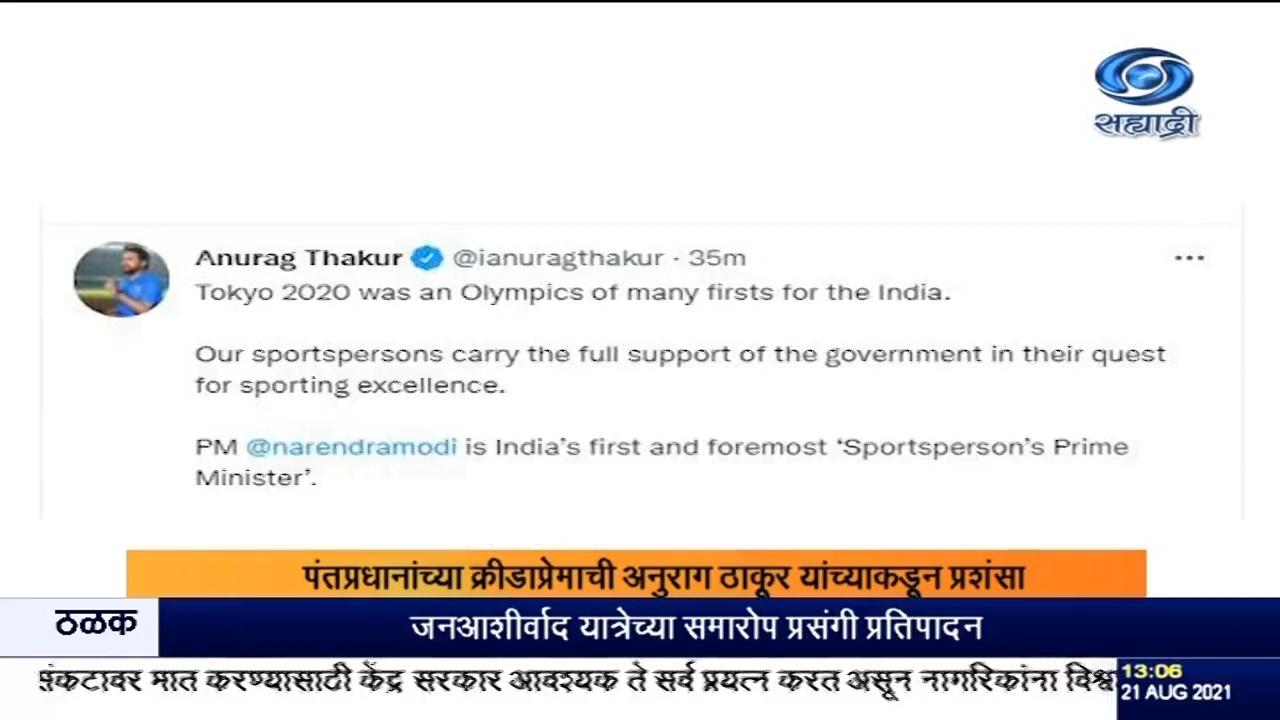 सह्याद्री
Anurag Thakur @ianuragthakur · 35m ...
Tokyo 2020 was an Olympics of many firsts for the India.
Our sportspersons carry the full support of the government in their quest
for sporting excellence.
PM @narendramodi is India's first and foremost ‘Sportsperson's Prime
Minister’.
पंतप्रधानांच्या क्रीडाप्रेमाची अनुराग ठाकूर यांच्याकडून प्रशंसा
ठळक
जनआशीर्वाद यात्रेच्या समारोप प्रसंगी प्रतिपादन
मात करण्यासाठी केंद्र सरकार आवश्यक ते सर्व प्रयत्न करत असून नागरिकांना
13:06
21 AUG 2021